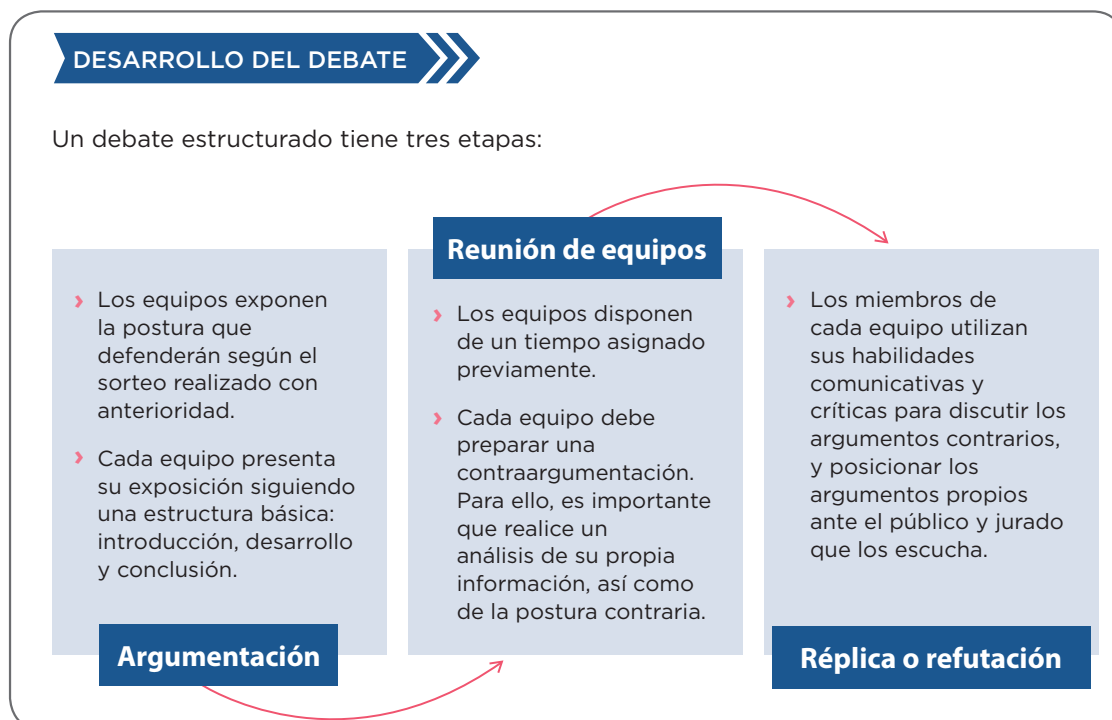 DESARROLLO DEL DEBATE
Un debate estructurado tiene tres etapas:
› Los equipos exponen
la postura que
defenderán según el
sorteo realizado con
anterioridad.
› Cada equipo presenta
su exposición siguiendo
una estructura básica:
introducción, desarrollo
y conclusión.
Argumentación
Reunión de equipos
› Los equipos disponen
de un tiempo asignado
previamente.
› Cada equipo debe
preparar una
contraargumentación.
Para ello, es importante
que realice un
análisis de su propia
información, así como
de la postura contraria.
› Los miembros de
cada equipo utilizan
sus habilidades
comunicativas y
críticas para discutir los
argumentos contrarios,
y posicionar los
argumentos propios
ante el público y jurado
que los escucha.
Réplica o refutación